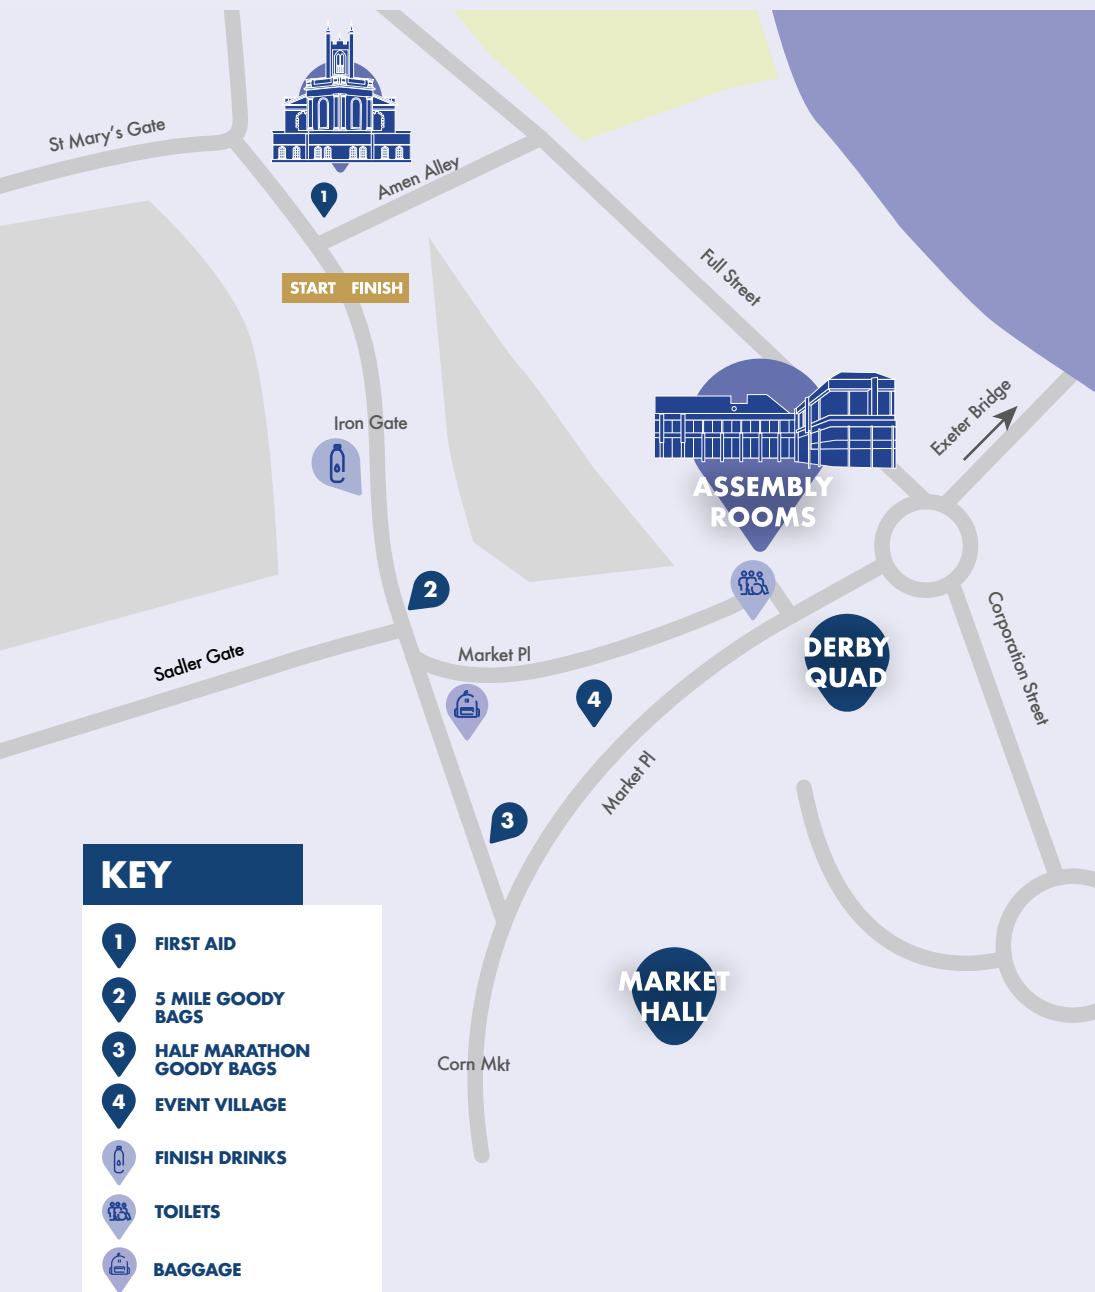 St Mary's Gate
Amen Alley
1
START FINISH
Full Street
Iron Gate
Exeter Bridge
ASSEMBLY
ROOMS
2
Corporation Street
Sadler Gate
Market Pl
DERBY
QUAD
4
Market Pl
3
KEY
1 FIRST AID
2 5 MILE GOODY
BAGS
3 HALF MARATHON
GOODY BAGS
4 EVENT VILLAGE
FINISH DRINKS
TOILETS
BAGGAGE
MARKET
HALL
Corn Mkt